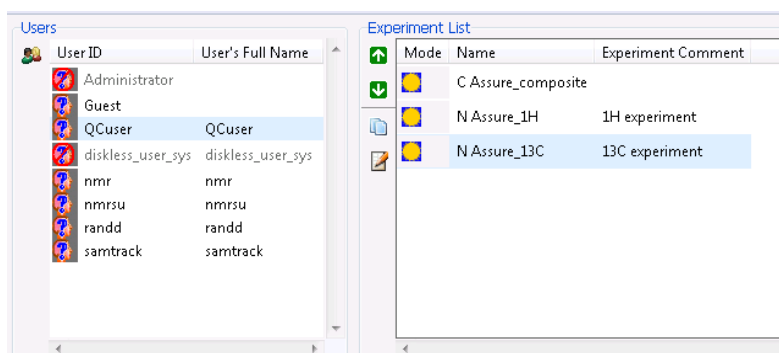 Users
User ID User's Full Name
Administrator
Guest
QCuser QCuser
diskless_user_sys diskless_user_sys
nmr nmr
nmrsu nmrsu
randd randd
samtrack samtrack
Experiment List
Mode Name Experiment Comment
C Assure_composite
N Assure_1H 1H experiment
N Assure_13C 13C experiment